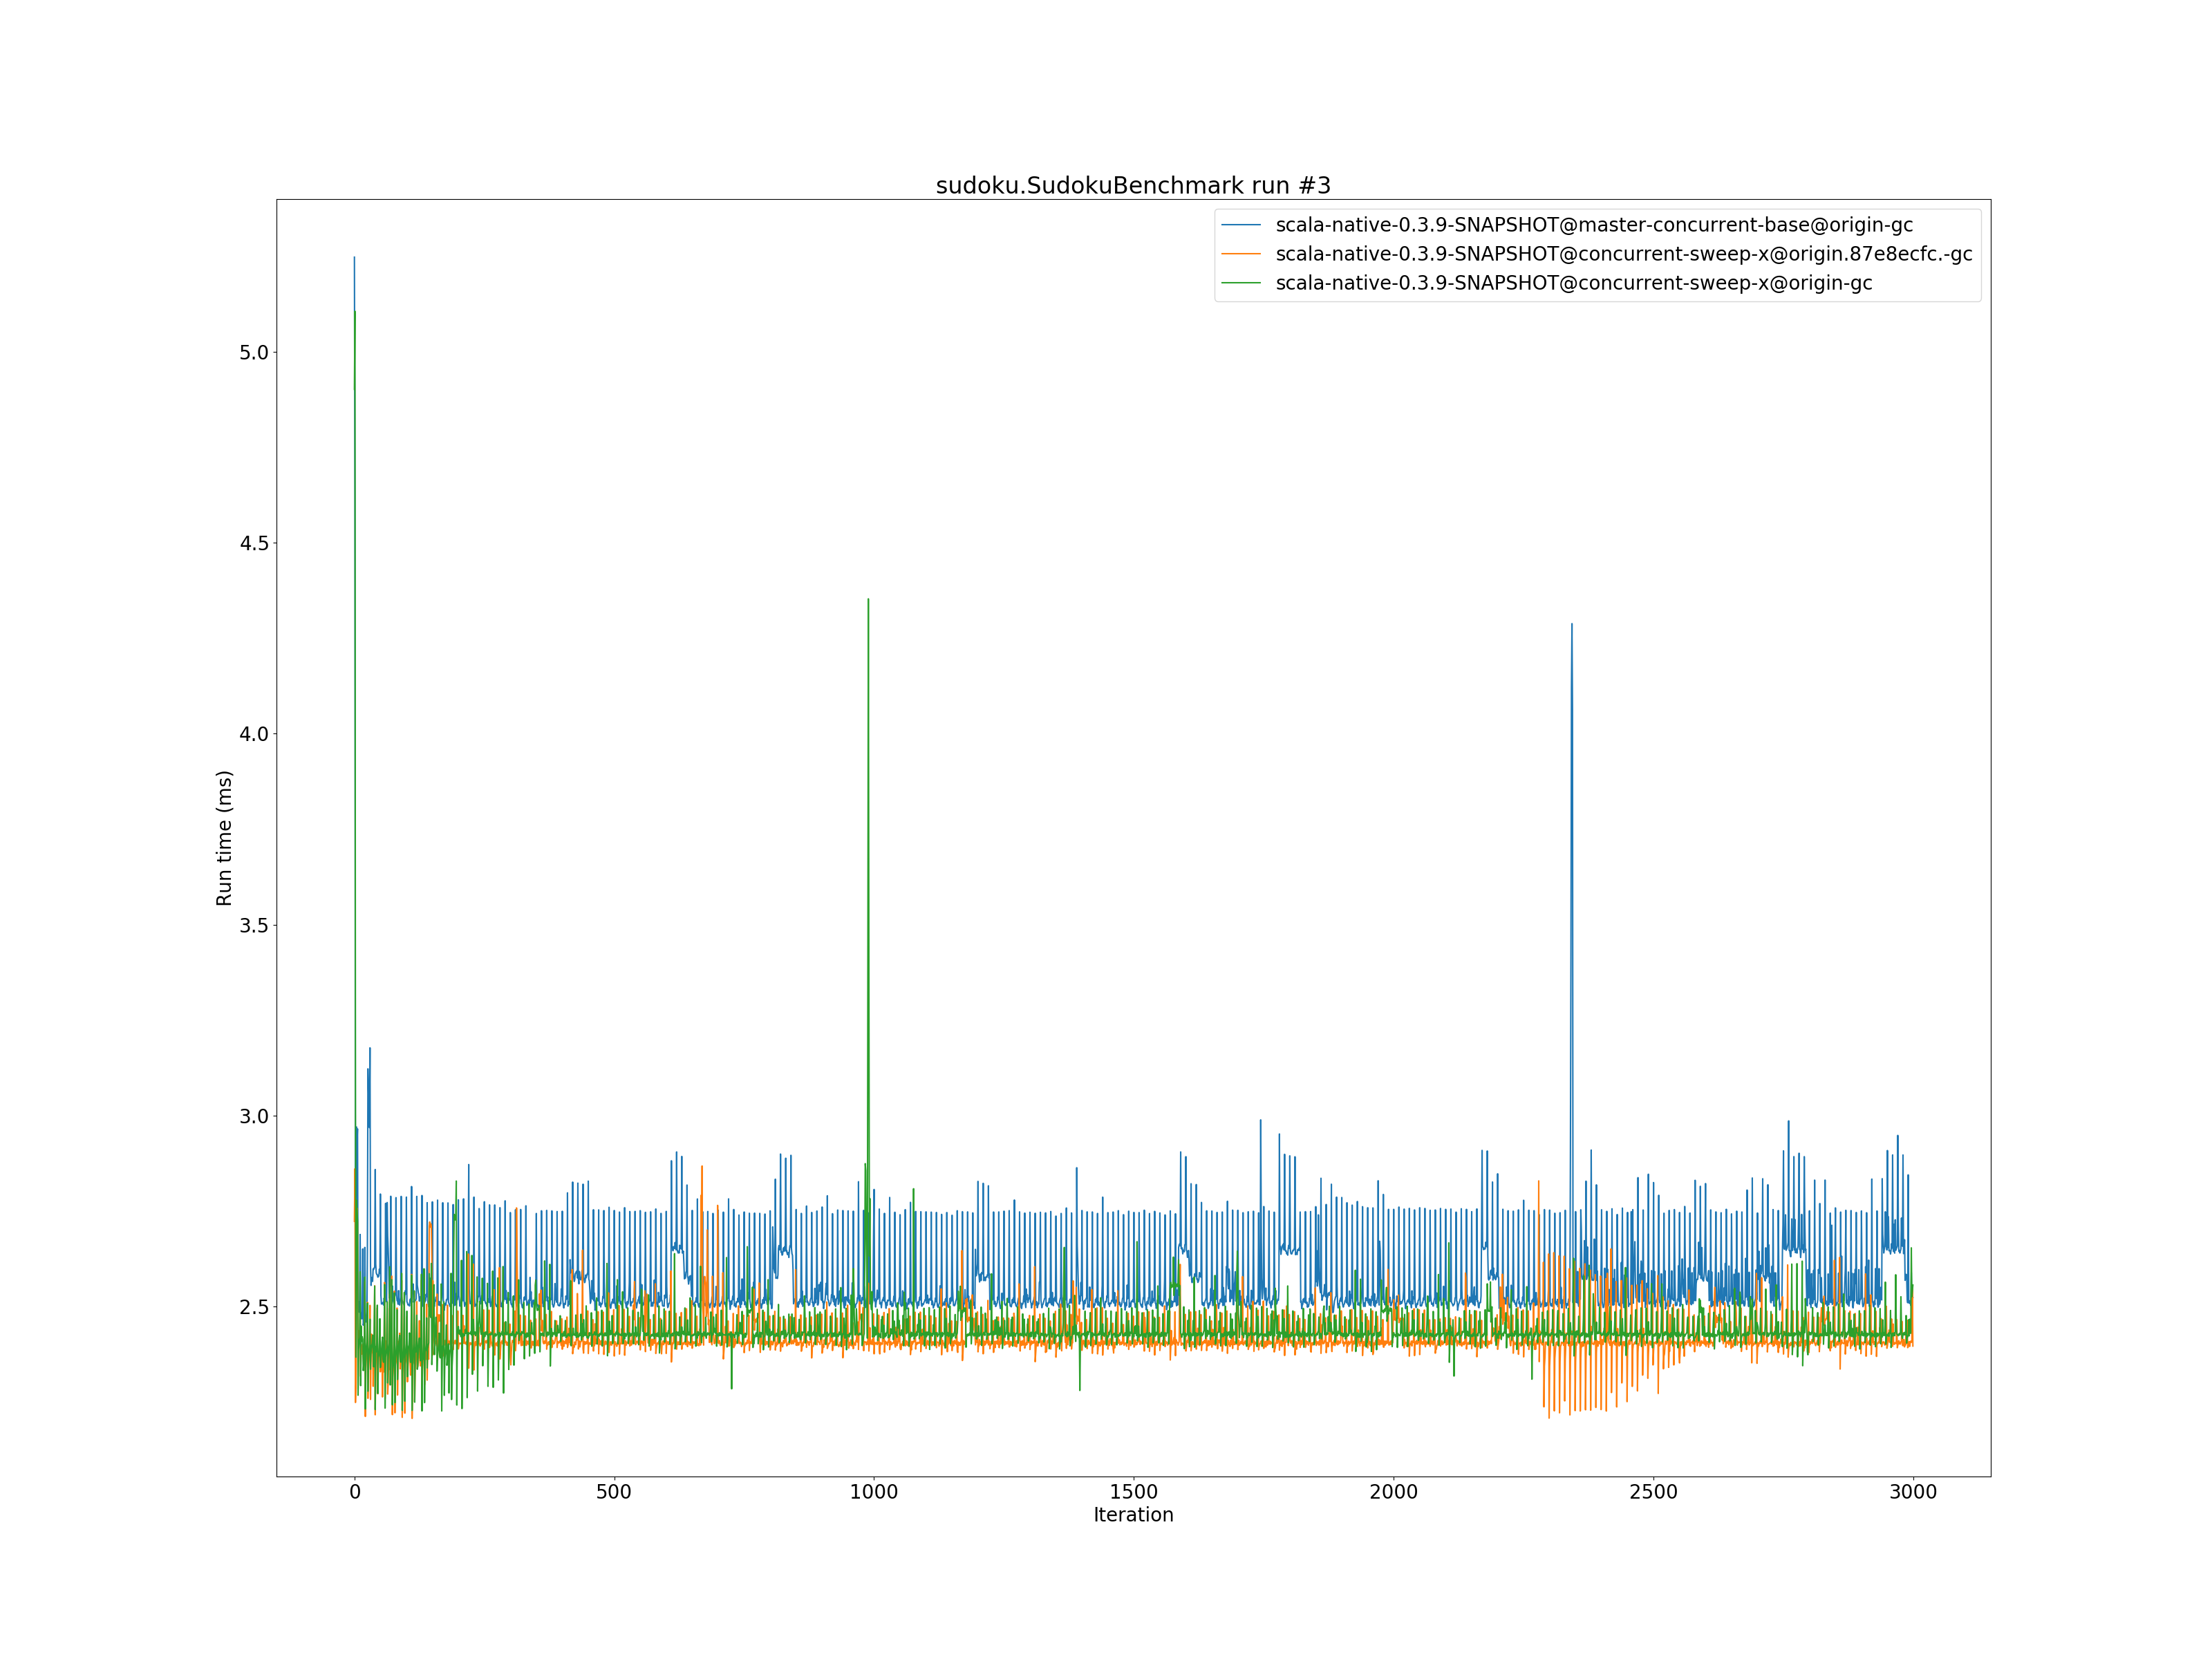 sudoku.SudokuBenchmark run #3
scala-native-0.3.9-SNAPSHOT@master-concurrent-base@origin-gc
scala-native-0.3.9-SNAPSHOT@concurrent-sweep-x@origin.87e8ecfc.-gc
scala-native-0.3.9-SNAPSHOT@concurrent-sweep-x@origin-gc
5.0
4.5
4.0
3.5
3.0
2.5
Run time (ms)
0 500 1000 1500 2000 2500 3000
Iteration